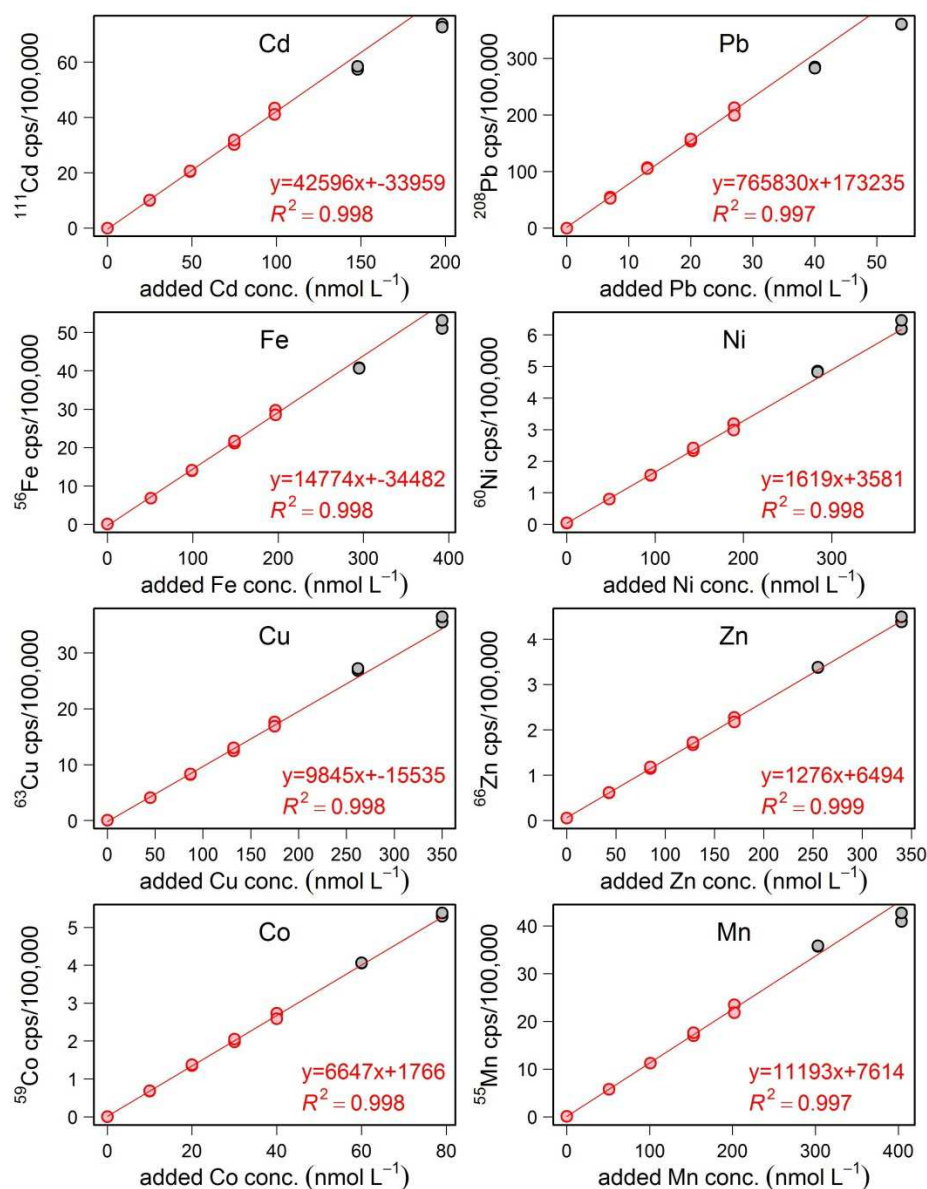 Cd
60
40
20
0
¹¹¹Cd cps/100,000
y=42596x+-33959
R² = 0.998
0 50 100 150 200
added Cd conc. (nmol L⁻¹)
Pb
300
200
100
0
²⁰⁸Pb cps/100,000
y=765830x+173235
R² = 0.997
0 10 20 30 40 50
added Pb conc. (nmol L⁻¹)
Fe
50
40
30
20
10
0
⁵⁶Fe cps/100,000
y=14774x+-34482
R² = 0.998
0 100 200 300 400
added Fe conc. (nmol L⁻¹)
Ni
6
5
4
3
2
1
0
⁶⁰Ni cps/100,000
y=1619x+3581
R² = 0.998
0 100 200 300
added Ni conc. (nmol L⁻¹)
Cu
30
20
10
0
⁶³Cu cps/100,000
y=9845x+-15535
R² = 0.998
0 50 100 150 200 250 300 350
added Cu conc. (nmol L⁻¹)
Zn
4
3
2
1
0
⁶⁶Zn cps/100,000
y=1276x+6494
R² = 0.999
0 50 100 150 200 250 300 350
added Zn conc. (nmol L⁻¹)
Co
5
4
3
2
1
0
⁵⁹Co cps/100,000
y=6647x+1766
R² = 0.998
0 20 40 60 80
added Co conc. (nmol L⁻¹)
Mn
40
30
20
10
0
⁵⁵Mn cps/100,000
y=11193x+7614
R² = 0.997
0 100 200 300 400
added Mn conc. (nmol L⁻¹)